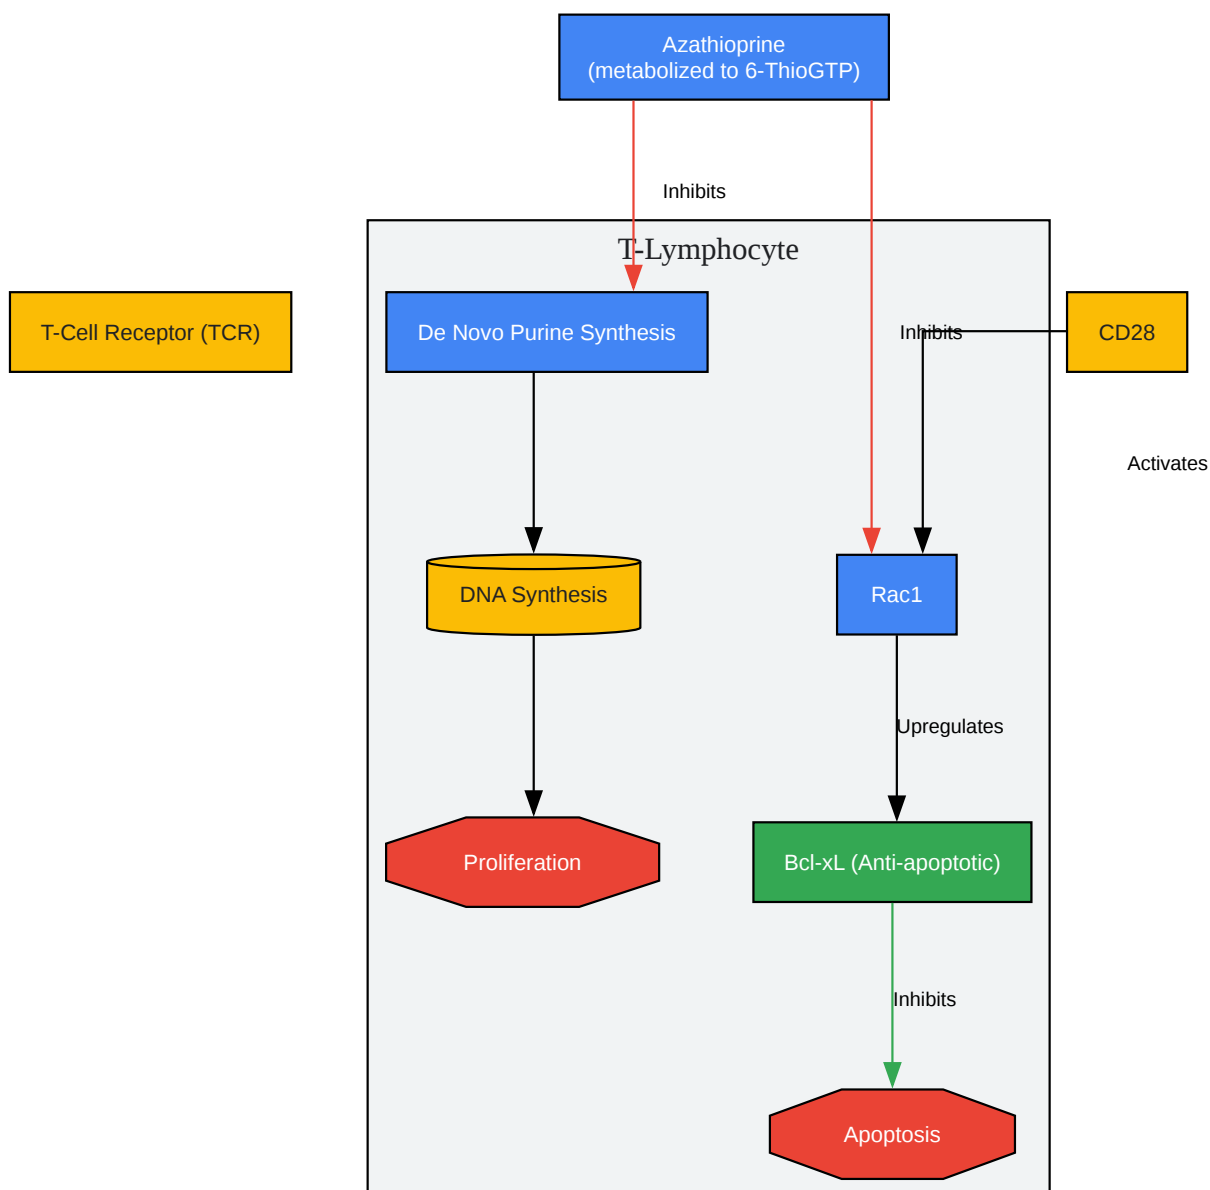 Azathioprine
(metabolized to 6-ThioGTP)
Inhibits
T-Lymphocyte
T-Cell Receptor (TCR)
De Novo Purine Synthesis
Inhibits
CD28
Activates
DNA Synthesis
Rac1
Upregulates
Proliferation
Bcl-xL (Anti-apoptotic)
Inhibits
Apoptosis